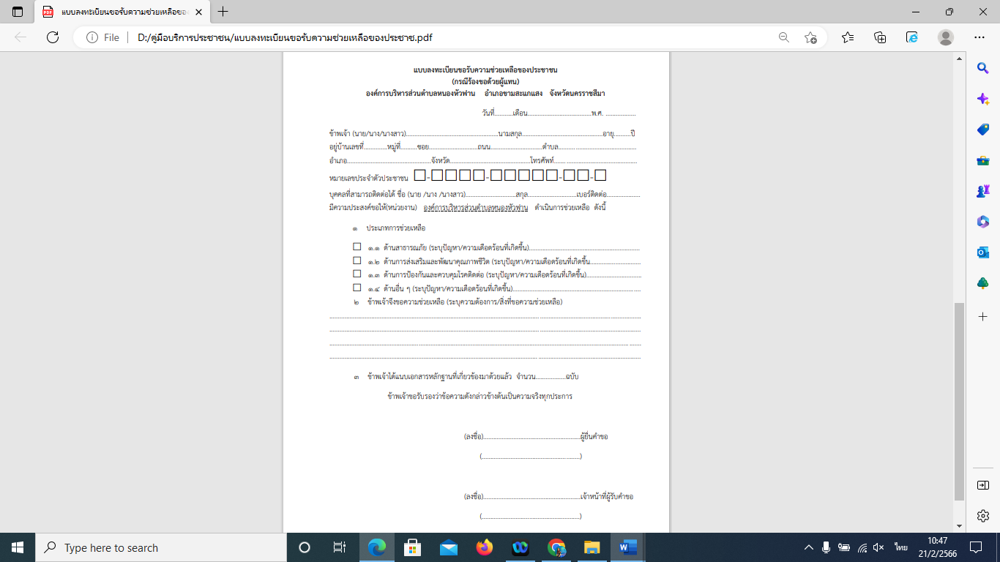 แบบลงทะเบียนขอรับความช่วยเหลือของ
File D:/คู่มือบริการประชาชน/แบบลงทะเบียนขอรับความช่วยเหลือของประชาช.pdf
แบบลงทะเบียนขอรับความช่วยเหลือของประชาชน
(กรณีร้องขอด้วยผู้แทน)
องค์การบริหารส่วนตำบลหนองหัวฟาน อำเภอขามสะแกแสง จังหวัดนครราชสีมา
วันที่...........เดือน......................................พ.ศ. ..................
ข้าพเจ้า (นาย/นาง/นางสาว)......................................................นามสกุล................................................อายุ..........ปี
อยู่บ้านเลขที่..............หมู่ที่..........ซอย.............................ถนน...............................ตำบล..............................................
อำเภอ..................................................จังหวัด...............................................โทรศัพท์.................................................
หมายเลขประจำตัวประชาชน ☐-☐☐☐☐-☐☐☐☐☐-☐☐-☐
บุคคลที่สามารถติดต่อได้ ชื่อ (นาย /นาง /นางสาว)..............................สกุล.............................เบอร์ติดต่อ....................
มีความประสงค์ขอให้(หน่วยงาน) องค์การบริหารส่วนตำบลหนองหัวฟาน ดำเนินการช่วยเหลือ ดังนี้
๑ ประเภทการช่วยเหลือ
☐ ๑.๑ ด้านสาธารณภัย (ระบุปัญหา/ความเดือดร้อนที่เกิดขึ้น)..................................................................
☐ ๑.๒ ด้านการส่งเสริมและพัฒนาคุณภาพชีวิต (ระบุปัญหา/ความเดือดร้อนที่เกิดขึ้น..............................
☐ ๑.๓ ด้านการป้องกันและควบคุมโรคติดต่อ (ระบุปัญหา/ความเดือดร้อนที่เกิดขึ้น)................................
☐ ๑.๔ ด้านอื่น ๆ (ระบุปัญหา/ความเดือดร้อนที่เกิดขึ้น)...........................................................................
๒ ข้าพเจ้าจึงขอความช่วยเหลือ (ระบุความต้องการ/สิ่งที่ขอความช่วยเหลือ)
๓ ข้าพเจ้าได้แนบเอกสารหลักฐานที่เกี่ยวข้องมาด้วยแล้ว จำนวน..................ฉบับ
ข้าพเจ้าขอรับรองว่าข้อความดังกล่าวข้างต้นเป็นความจริงทุกประการ
(ลงชื่อ).........................................................ผู้ยื่นคำขอ
(..........................................................)
(ลงชื่อ).........................................................เจ้าหน้าที่ผู้รับคำขอ
(..........................................................)
Type here to search
ไทย
10:47
21/2/2566